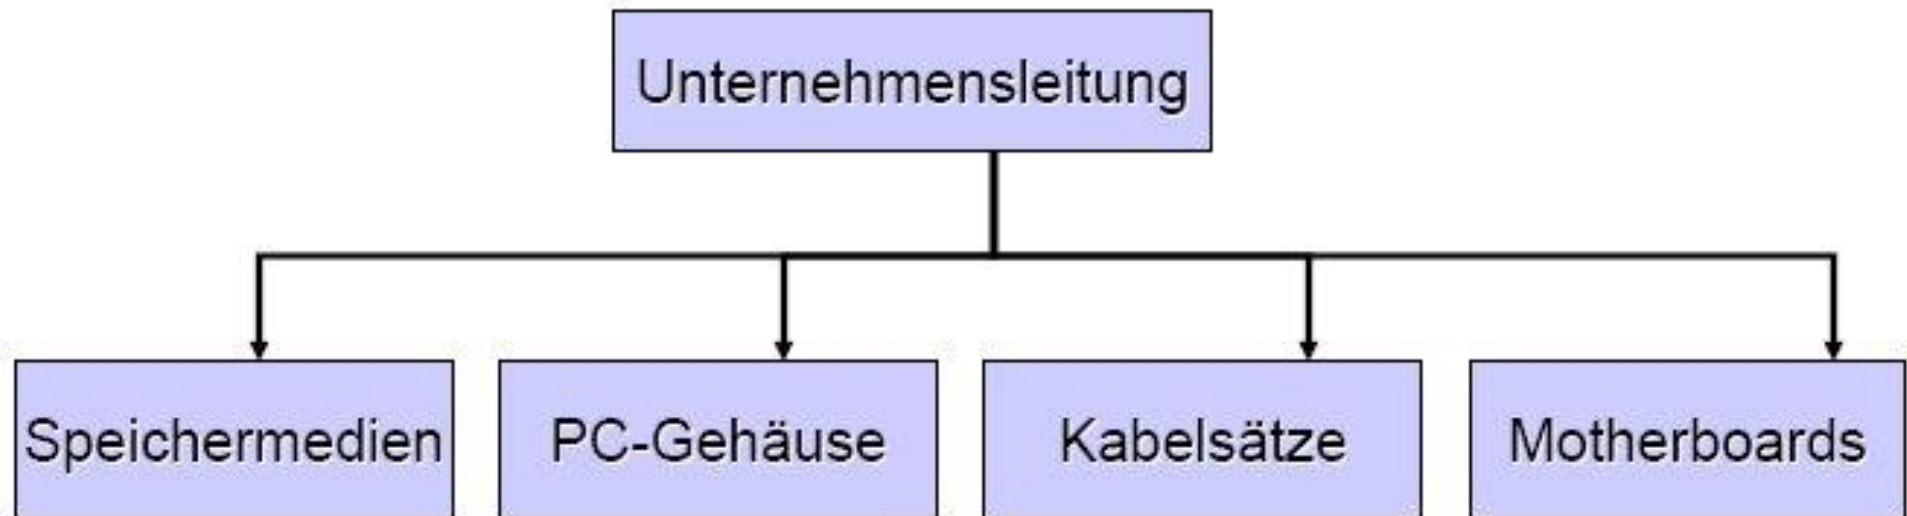 Unternehmensleitung
Speichermedien
PC-Gehäuse
Kabelsätze
Motherboards